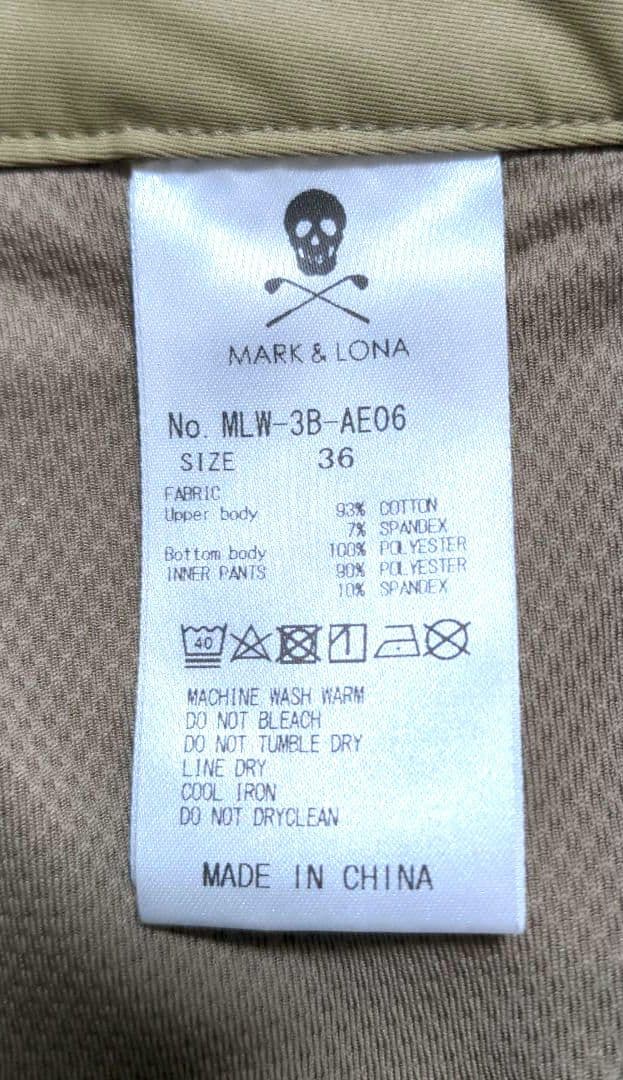 MARK & LONA
No. MLW-3B-AE06
SIZE 36
FABRIC
Upper body 93% COTTON
7% SPANDEX
Bottom body 100% POLYESTER
INNER PANTS 90% POLYESTER
10% SPANDEX
40
MACHINE WASH WARM
DO NOT BLEACH
DO NOT TUMBLE DRY
LINE DRY
COOL IRON
DO NOT DRYCLEAN
MADE IN CHINA